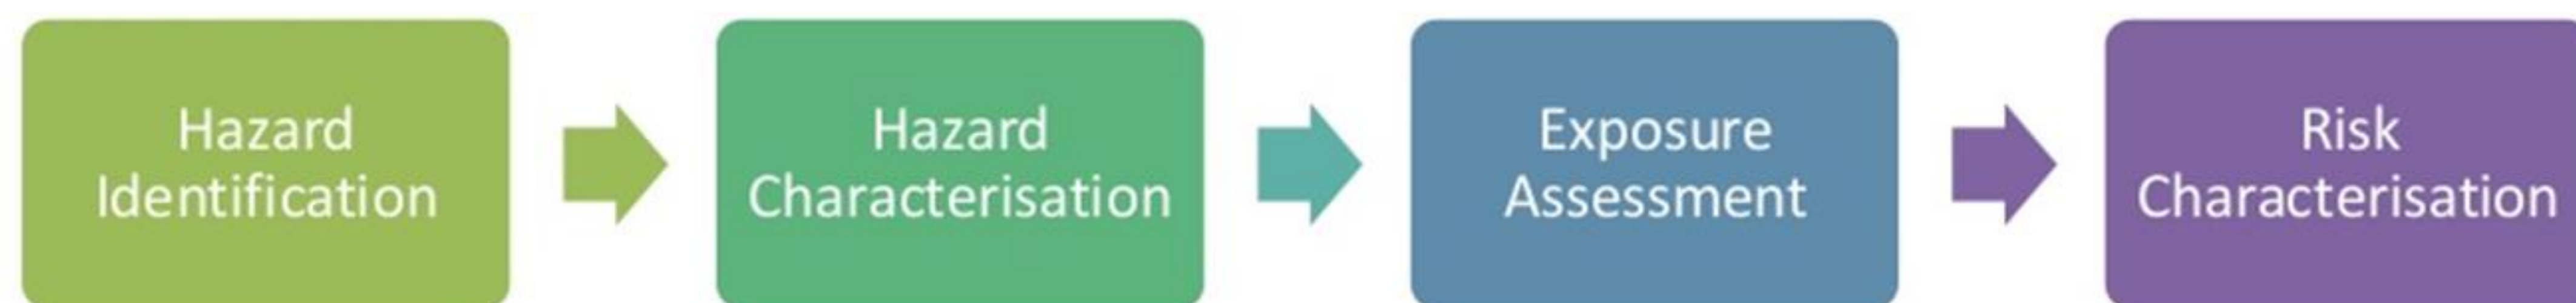 Hazard
Identification
Hazard
Characterisation
Exposure
Assessment
Risk
Characterisation